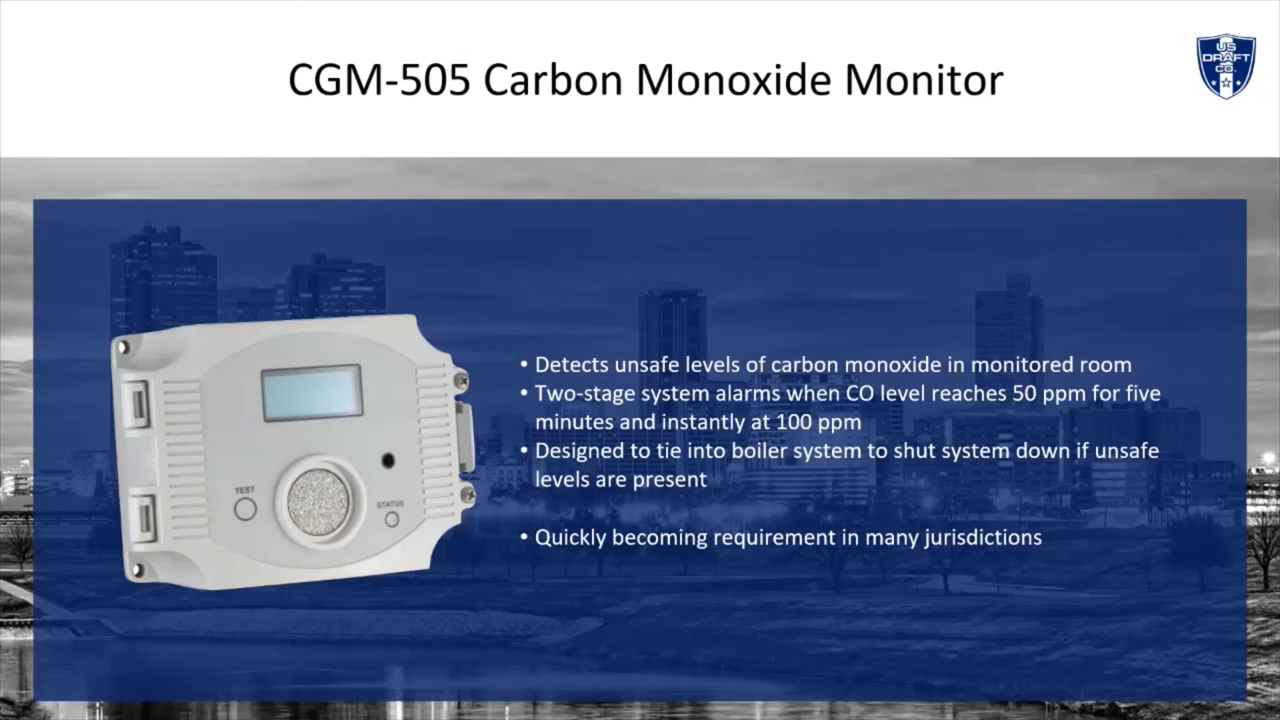 CGM-505 Carbon Monoxide Monitor
US
DRAFT
CO.
• Detects unsafe levels of carbon monoxide in monitored room
• Two-stage system alarms when CO level reaches 50 ppm for five
minutes and instantly at 100 ppm
• Designed to tie into boiler system to shut system down if unsafe
levels are present
• Quickly becoming requirement in many jurisdictions
TEST
STATUS